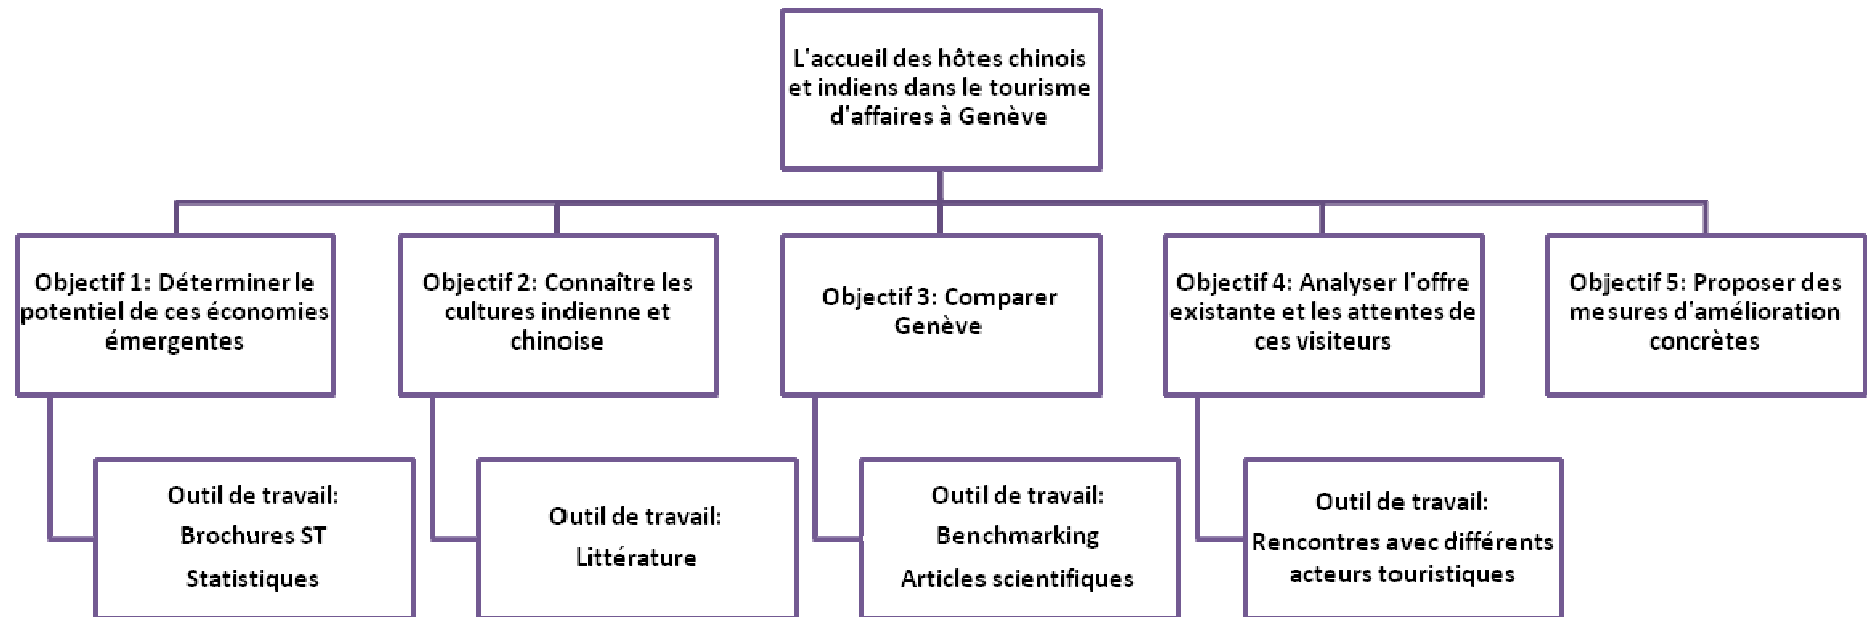 L'accueil des hôtes chinois
et indiens dans le tourisme
d'affaires à Genève
Objectif 1: Déterminer le
potentiel de ces économies
émergentes
Objectif 2: Connaître les
cultures indienne et
chinoise
Objectif 3: Comparer
Genève
Objectif 4: Analyser l'offre
existante et les attentes de
ces visiteurs
Objectif 5: Proposer des
mesures d'amélioration
concrètes
Outil de travail:
Brochures ST
Statistiques
Outil de travail:
Littérature
Outil de travail:
Benchmarking
Articles scientifiques
Outil de travail:
Rencontres avec différents
acteurs touristiques